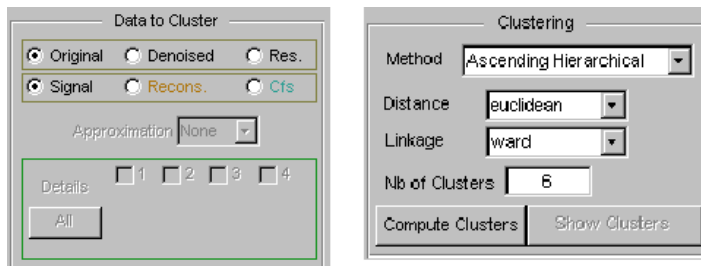 Data to Cluster
Original Denoised Res.
Signal Recons. Cfs
Approximation None
Details 1 2 3 4
All
Clustering
Method Ascending Hierarchical
Distance euclidean
Linkage ward
Nb of Clusters 6
Compute Clusters Show Clusters